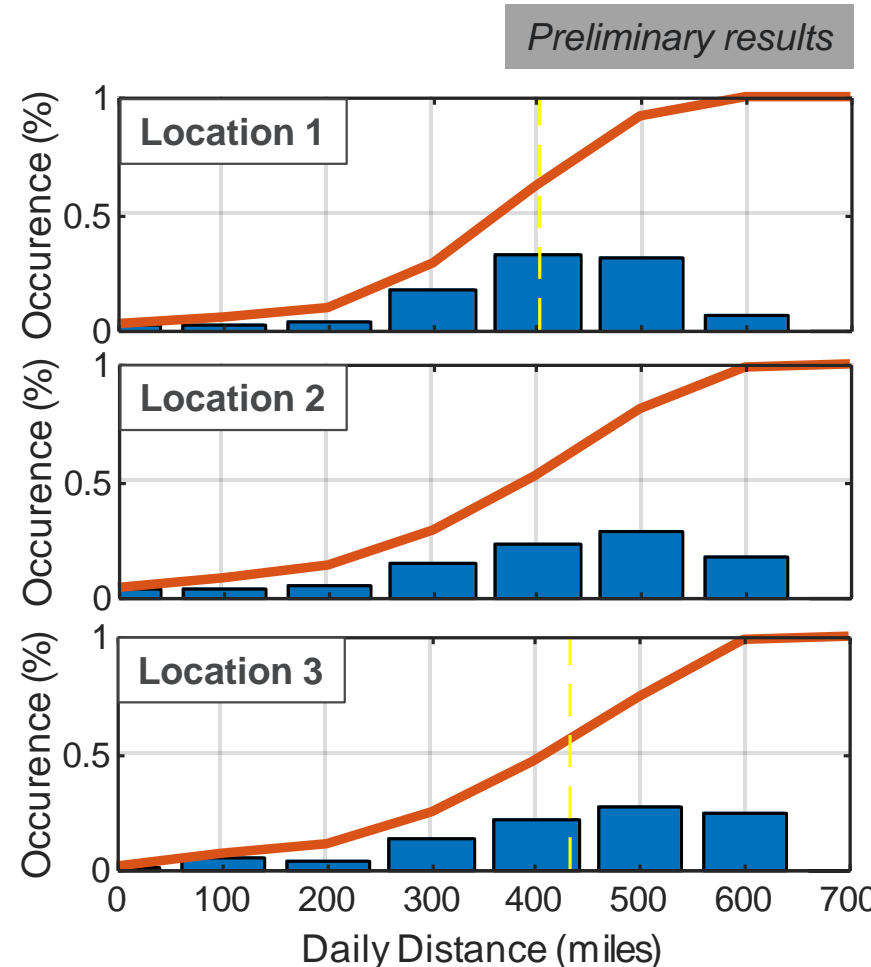 Preliminary results
1
Occurence (%)
0.5
0
Location 1
1
Occurence (%)
0.5
0
Location 2
1
Occurence (%)
0.5
0
Location 3
0 100 200 300 400 500 600 700
Daily Distance (miles)